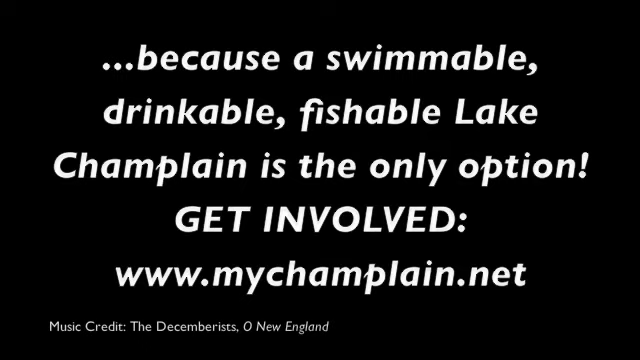 ...because a swimmable,
drinkable, fishable Lake
Champlain is the only option!
GET INVOLVED:
www.mychamplain.net
Music Credit: The Decemberists, O New England